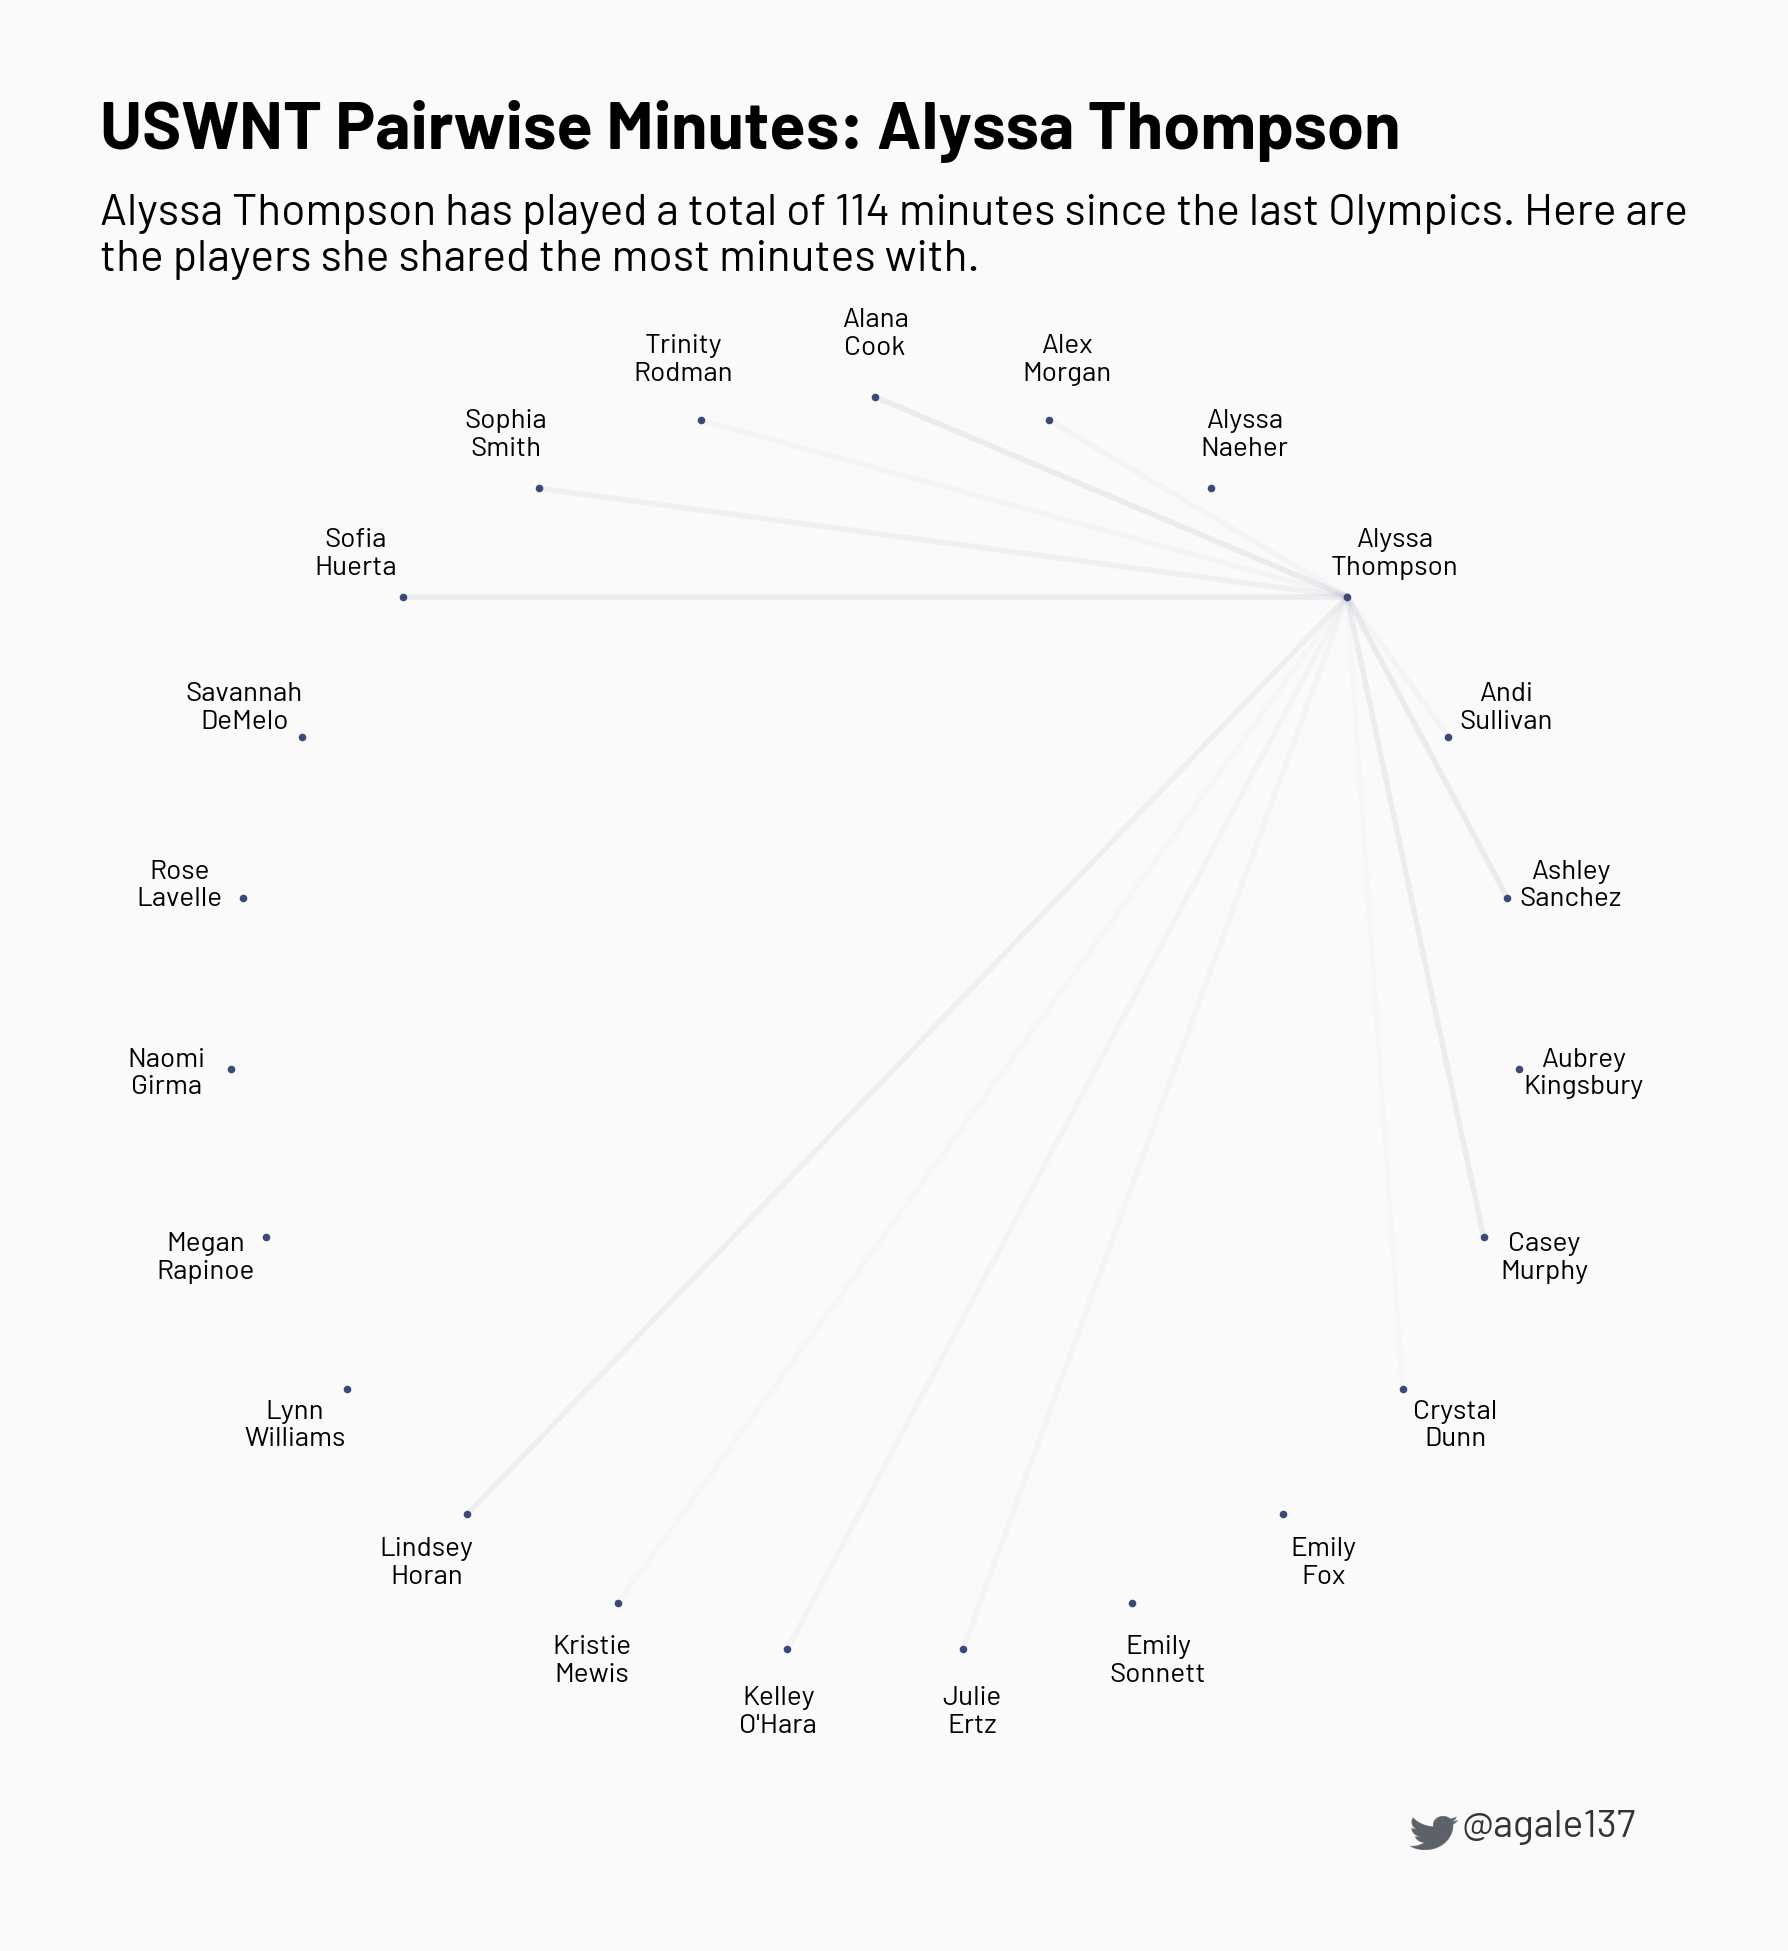 USWNT Pairwise Minutes: Alyssa Thompson
Alyssa Thompson has played a total of 114 minutes since the last Olympics. Here are
the players she shared the most minutes with.
Alana
Cook
Trinity
Rodman
Alex
Morgan
Sophia
Smith
Alyssa
Naeher
Sofia
Huerta
Alyssa
Thompson
Savannah
DeMelo
Andi
Sullivan
Rose
Lavelle
Ashley
Sanchez
Naomi
Girma
Aubrey
Kingsbury
Megan
Rapinoe
Casey
Murphy
Lynn
Williams
Crystal
Dunn
Lindsey
Horan
Emily
Fox
Kristie
Mewis
Emily
Sonnett
Kelley
O'Hara
Julie
Ertz
@agale137